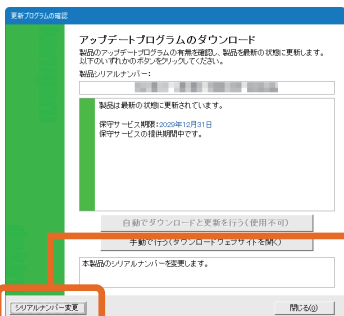 更新プログラムの確認
アップデートプログラムのダウンロード
製品のアップデートプログラムの有無を確認し、製品を最新の状態に更新します。
以下のいずれかのボタンをクリックしてください。
製品シリアルナンバー:
製品は最新の状態に更新されています。
保守サービス期限:2029年12月31日
保守サービスの提供期間中です。
自動でダウンロードと更新を行う(使用不可)
手動で行う(ダウンロードウェブサイトを開く)
本製品のシリアルナンバーを変更します。
シリアルナンバー変更
閉じる(Q)